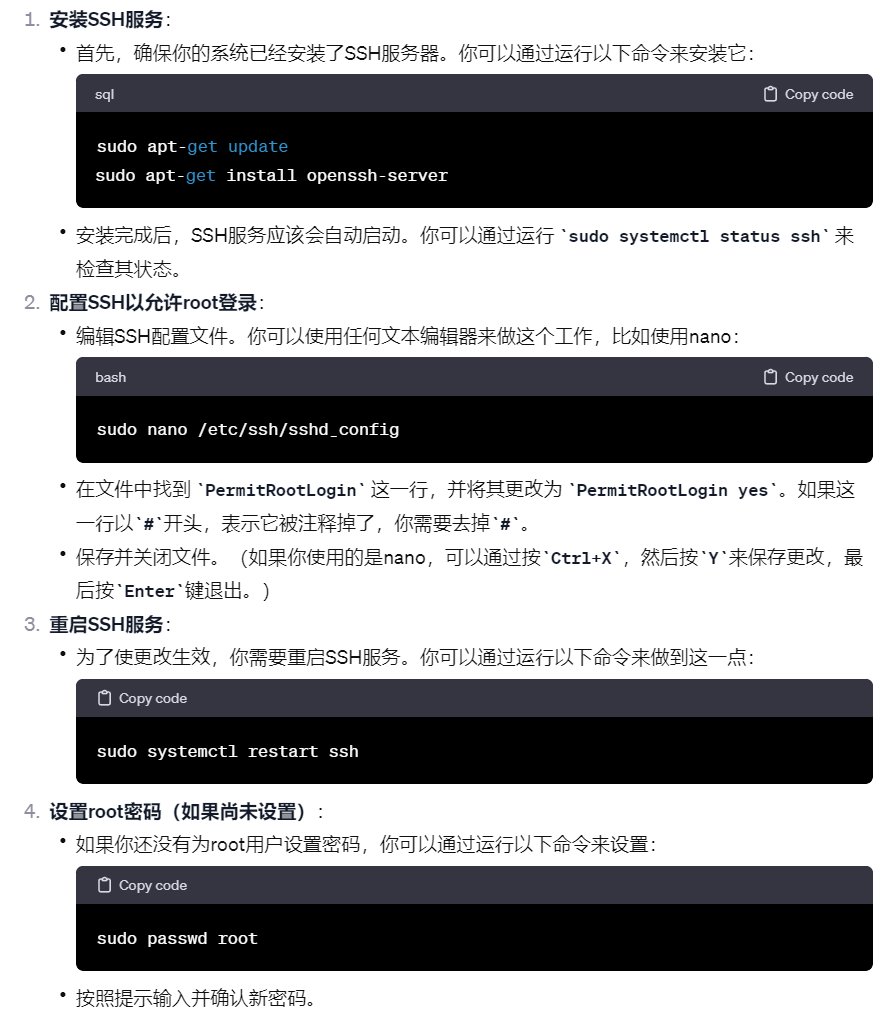 1. 安装SSH服务：
• 首先，确保你的系统已经安装了SSH服务器。你可以通过运行以下命令来安装它：
sql Copy code
sudo apt-get update
sudo apt-get install openssh-server
• 安装完成后，SSH服务应该会自动启动。你可以通过运行 `sudo systemctl status ssh` 来
检查其状态。
2. 配置SSH以允许root登录：
• 编辑SSH配置文件。你可以使用任何文本编辑器来做这个工作，比如使用nano：
bash Copy code
sudo nano /etc/ssh/sshd_config
• 在文件中找到 `PermitRootLogin` 这一行，并将其更改为 `PermitRootLogin yes`。如果这
一行以`#`开头，表示它被注释掉了，你需要去掉`#`。
• 保存并关闭文件。（如果你使用的是nano，可以通过按`Ctrl+X`，然后按`Y`来保存更改，最
后按`Enter`键退出。）
3. 重启SSH服务：
• 为了使更改生效，你需要重启SSH服务。你可以通过运行以下命令来做到这一点：
Copy code
sudo systemctl restart ssh
4. 设置root密码（如果尚未设置）：
• 如果你还没有为root用户设置密码，你可以通过运行以下命令来设置：
Copy code
sudo passwd root
• 按照提示输入并确认新密码。